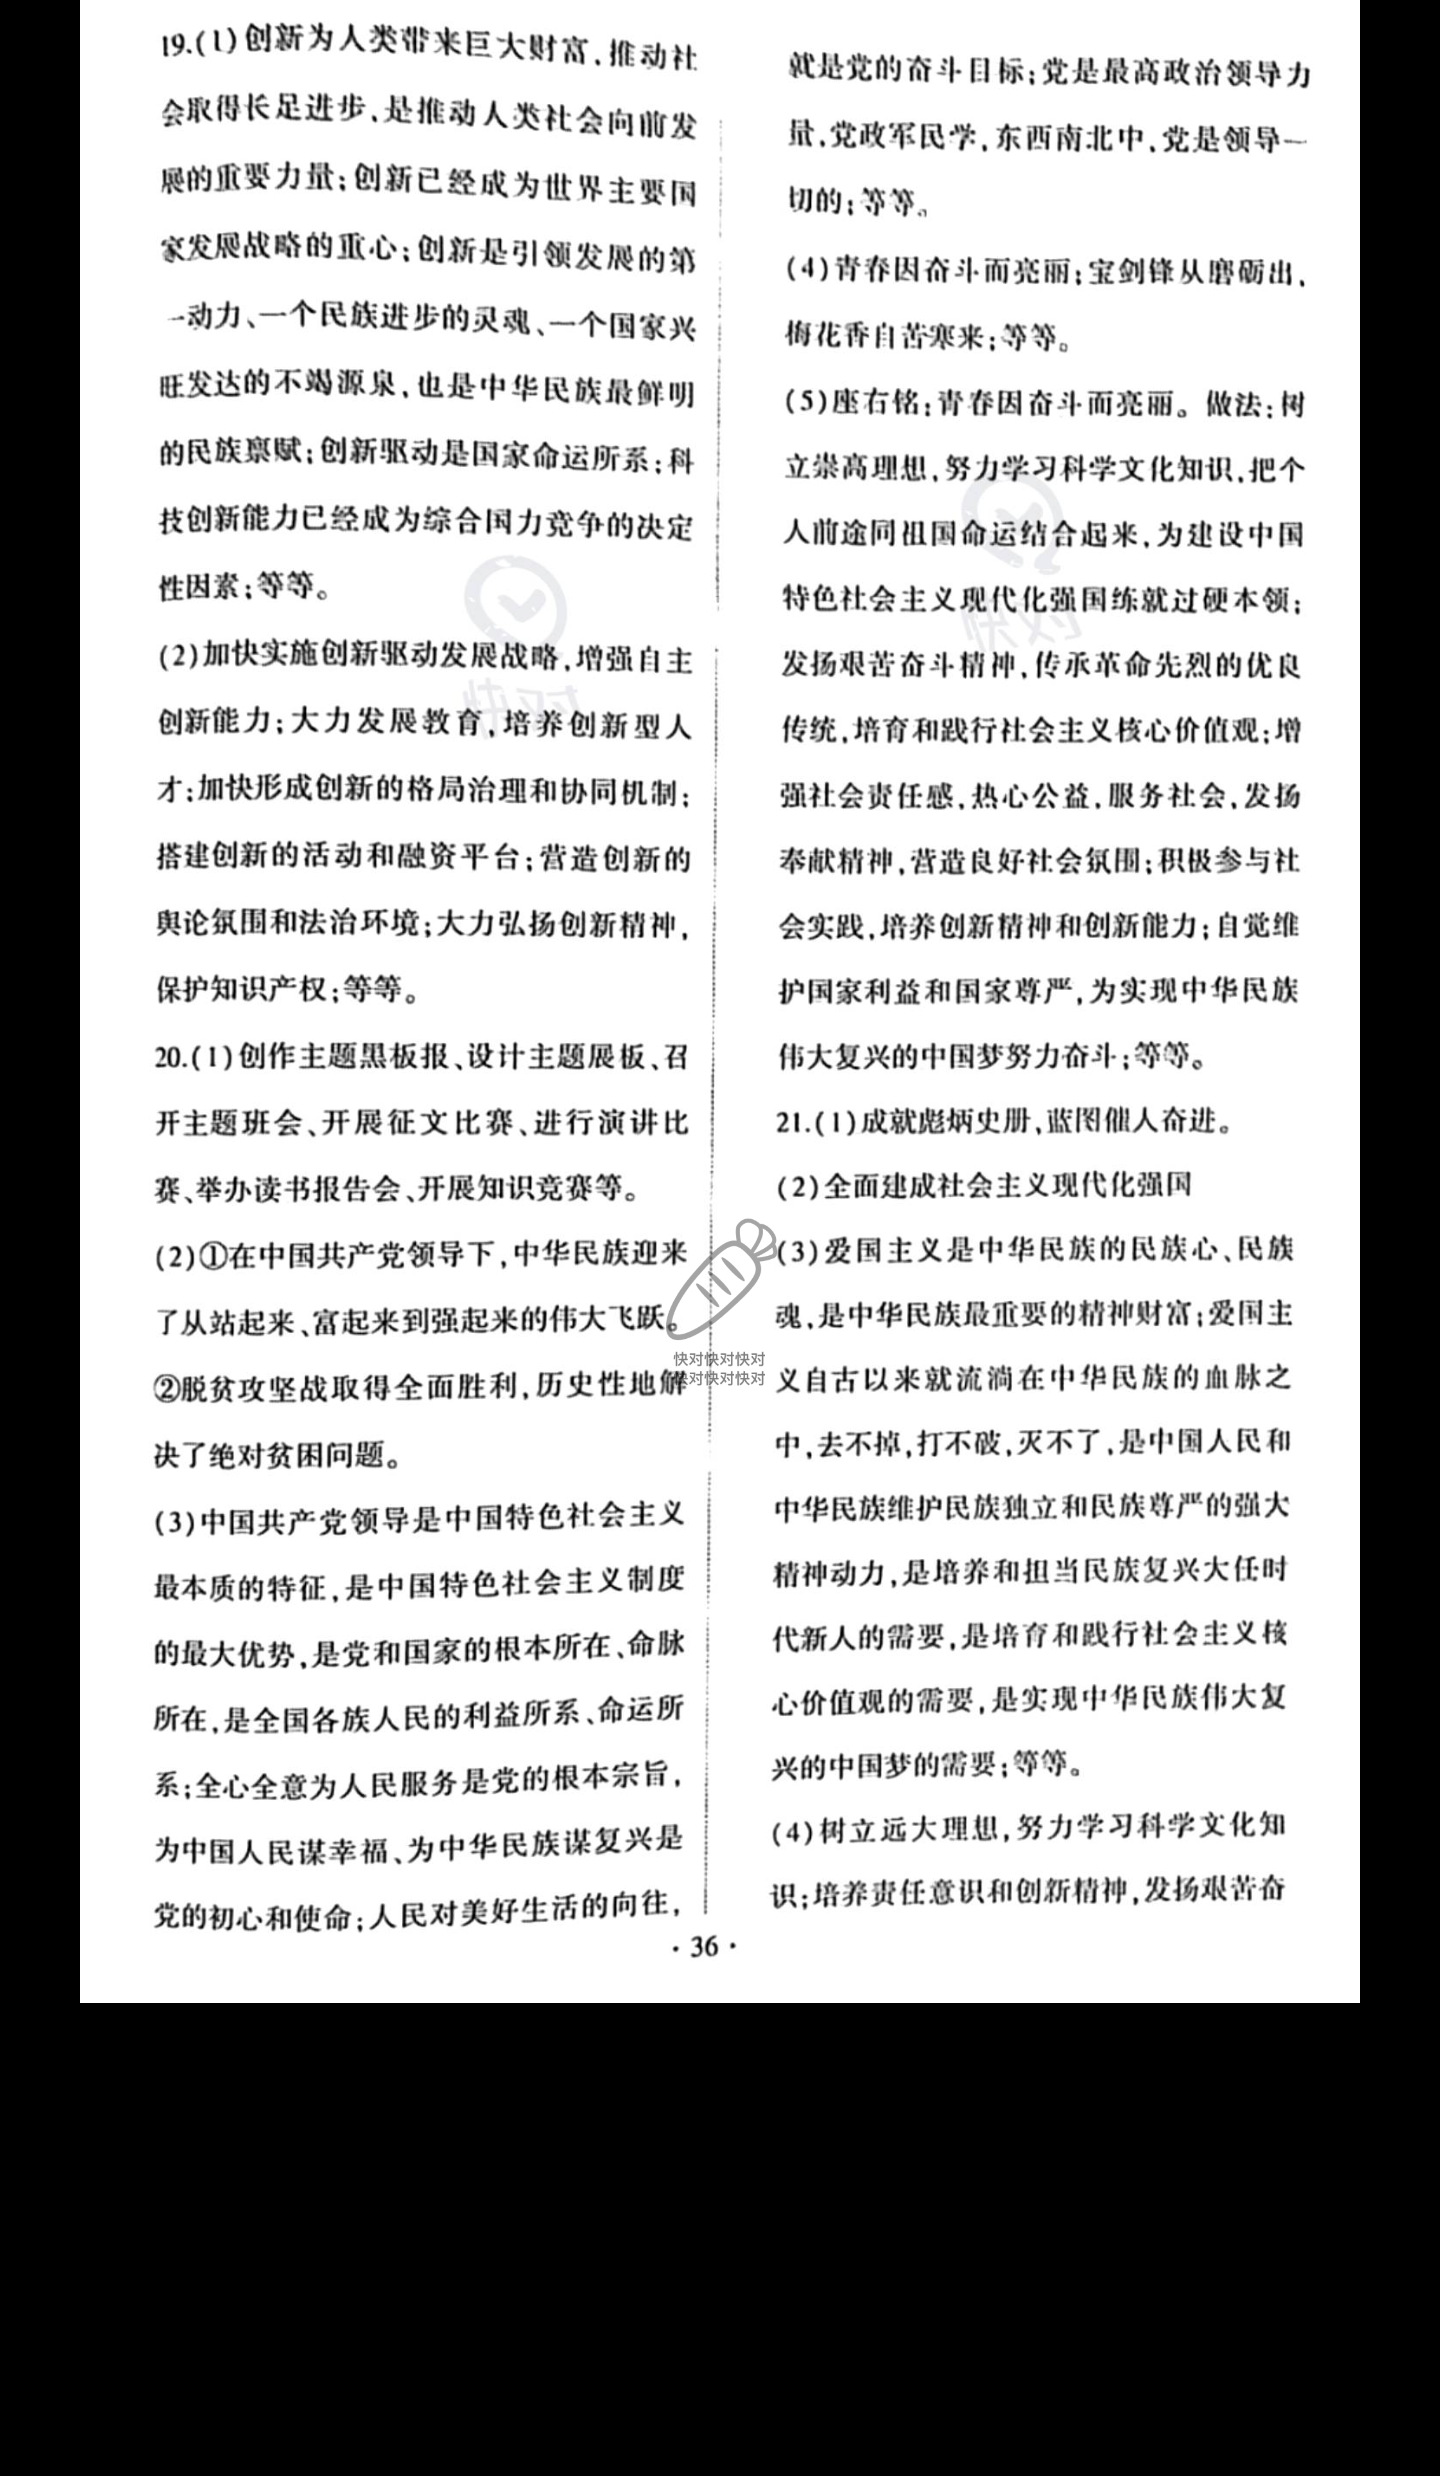 19.(1)创新为人类带来巨大财富,推动社
会取得长足进步,是推动人类社会向前发
展的重要力量;创新已经成为世界主要国
家发展战略的重心;创新是引领发展的第
一动力、一个民族进步的灵魂、一个国家兴
旺发达的不竭源泉,也是中华民族最鲜明
的民族禀赋;创新驱动是国家命运所系;科
技创新能力已经成为综合国力竞争的决定
性因素;等等。
(2)加快实施创新驱动发展战略,增强自主
创新能力;大力发展教育,培养创新型人
才;加快形成创新的格局治理和协同机制;
搭建创新的活动和融资平台;营造创新的
舆论氛围和法治环境;大力弘扬创新精神,
保护知识产权;等等。
20.(1)创作主题黑板报、设计主题展板、召
开主题班会、开展征文比赛、进行演讲比
赛、举办读书报告会、开展知识竞赛等。
(2)①在中国共产党领导下,中华民族迎来
了从站起来、富起来到强起来的伟大飞跃。
②脱贫攻坚战取得全面胜利,历史性地解
决了绝对贫困问题。
(3)中国共产党领导是中国特色社会主义
最本质的特征,是中国特色社会主义制度
的最大优势,是党和国家的根本所在、命脉
所在,是全国各族人民的利益所系、命运所
系;全心全意为人民服务是党的根本宗旨,
为中国人民谋幸福、为中华民族谋复兴是
党的初心和使命;人民对美好生活的向往,
就是党的奋斗目标;党是最高政治领导力
量,党政军民学,东西南北中,党是领导一
切的;等等。
(4)青春因奋斗而亮丽;宝剑锋从磨砺出,
梅花香自苦寒来;等等。
(5)座右铭:青春因奋斗而亮丽。做法:树
立崇高理想,努力学习科学文化知识,把个
人前途同祖国命运结合起来,为建设中国
特色社会主义现代化强国练就过硬本领;
发扬艰苦奋斗精神,传承革命先烈的优良
传统,培育和践行社会主义核心价值观;增
强社会责任感,热心公益,服务社会,发扬
奉献精神,营造良好社会氛围;积极参与社
会实践,培养创新精神和创新能力;自觉维
护国家利益和国家尊严,为实现中华民族
伟大复兴的中国梦努力奋斗;等等。
21.(1)成就彪炳史册,蓝图催人奋进。
(2)全面建成社会主义现代化强国
(3)爱国主义是中华民族的民族心、民族
魂,是中华民族最重要的精神财富;爱国主
义自古以来就流淌在中华民族的血脉之
中,去不掉,打不破,灭不了,是中国人民和
中华民族维护民族独立和民族尊严的强大
精神动力,是培养和担当民族复兴大任时
代新人的需要,是培育和践行社会主义核
心价值观的需要,是实现中华民族伟大复
兴的中国梦的需要;等等。
(4)树立远大理想,努力学习科学文化知
识;培养责任意识和创新精神,发扬艰苦奋
·36·
快对
快对
快对快对快对
快对快对快对